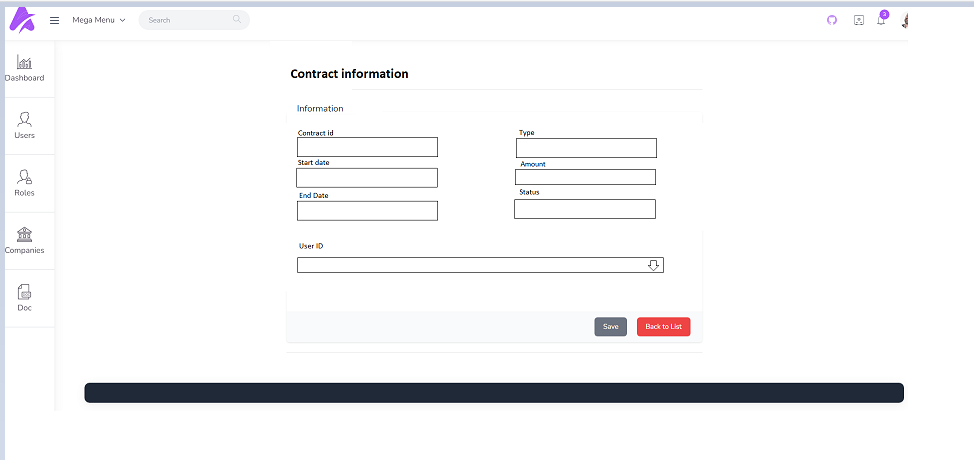 Mega Menu
Search
3
Dashboard
Users
Roles
Companies
Doc
Contract information
Information
Contract id
Type
Start date
Amount
End Date
Status
User ID
Save
Back to List